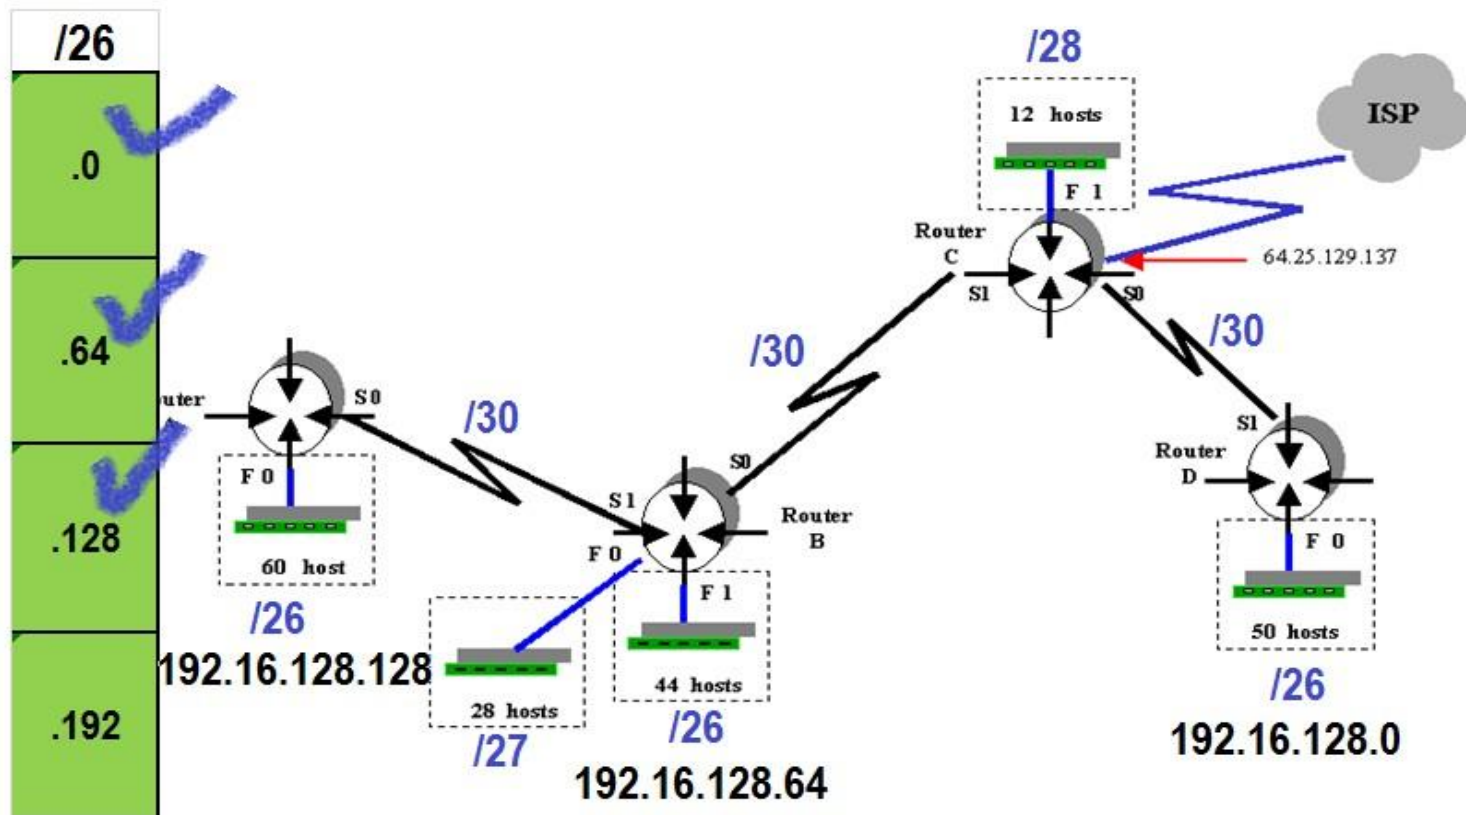 /26
.0
.64
.128
.192
/28
12 hosts
F 1
ISP
Router
C
S1
S0
64.25.129.137
/30
/30
S0
/30
S1
Router
D
F 0
50 hosts
/26
192.16.128.0
uter
S0
F 0
60 host
/26
192.16.128.128
S1
F 0
Router
B
F 1
28 hosts
/27
44 hosts
/26
192.16.128.64